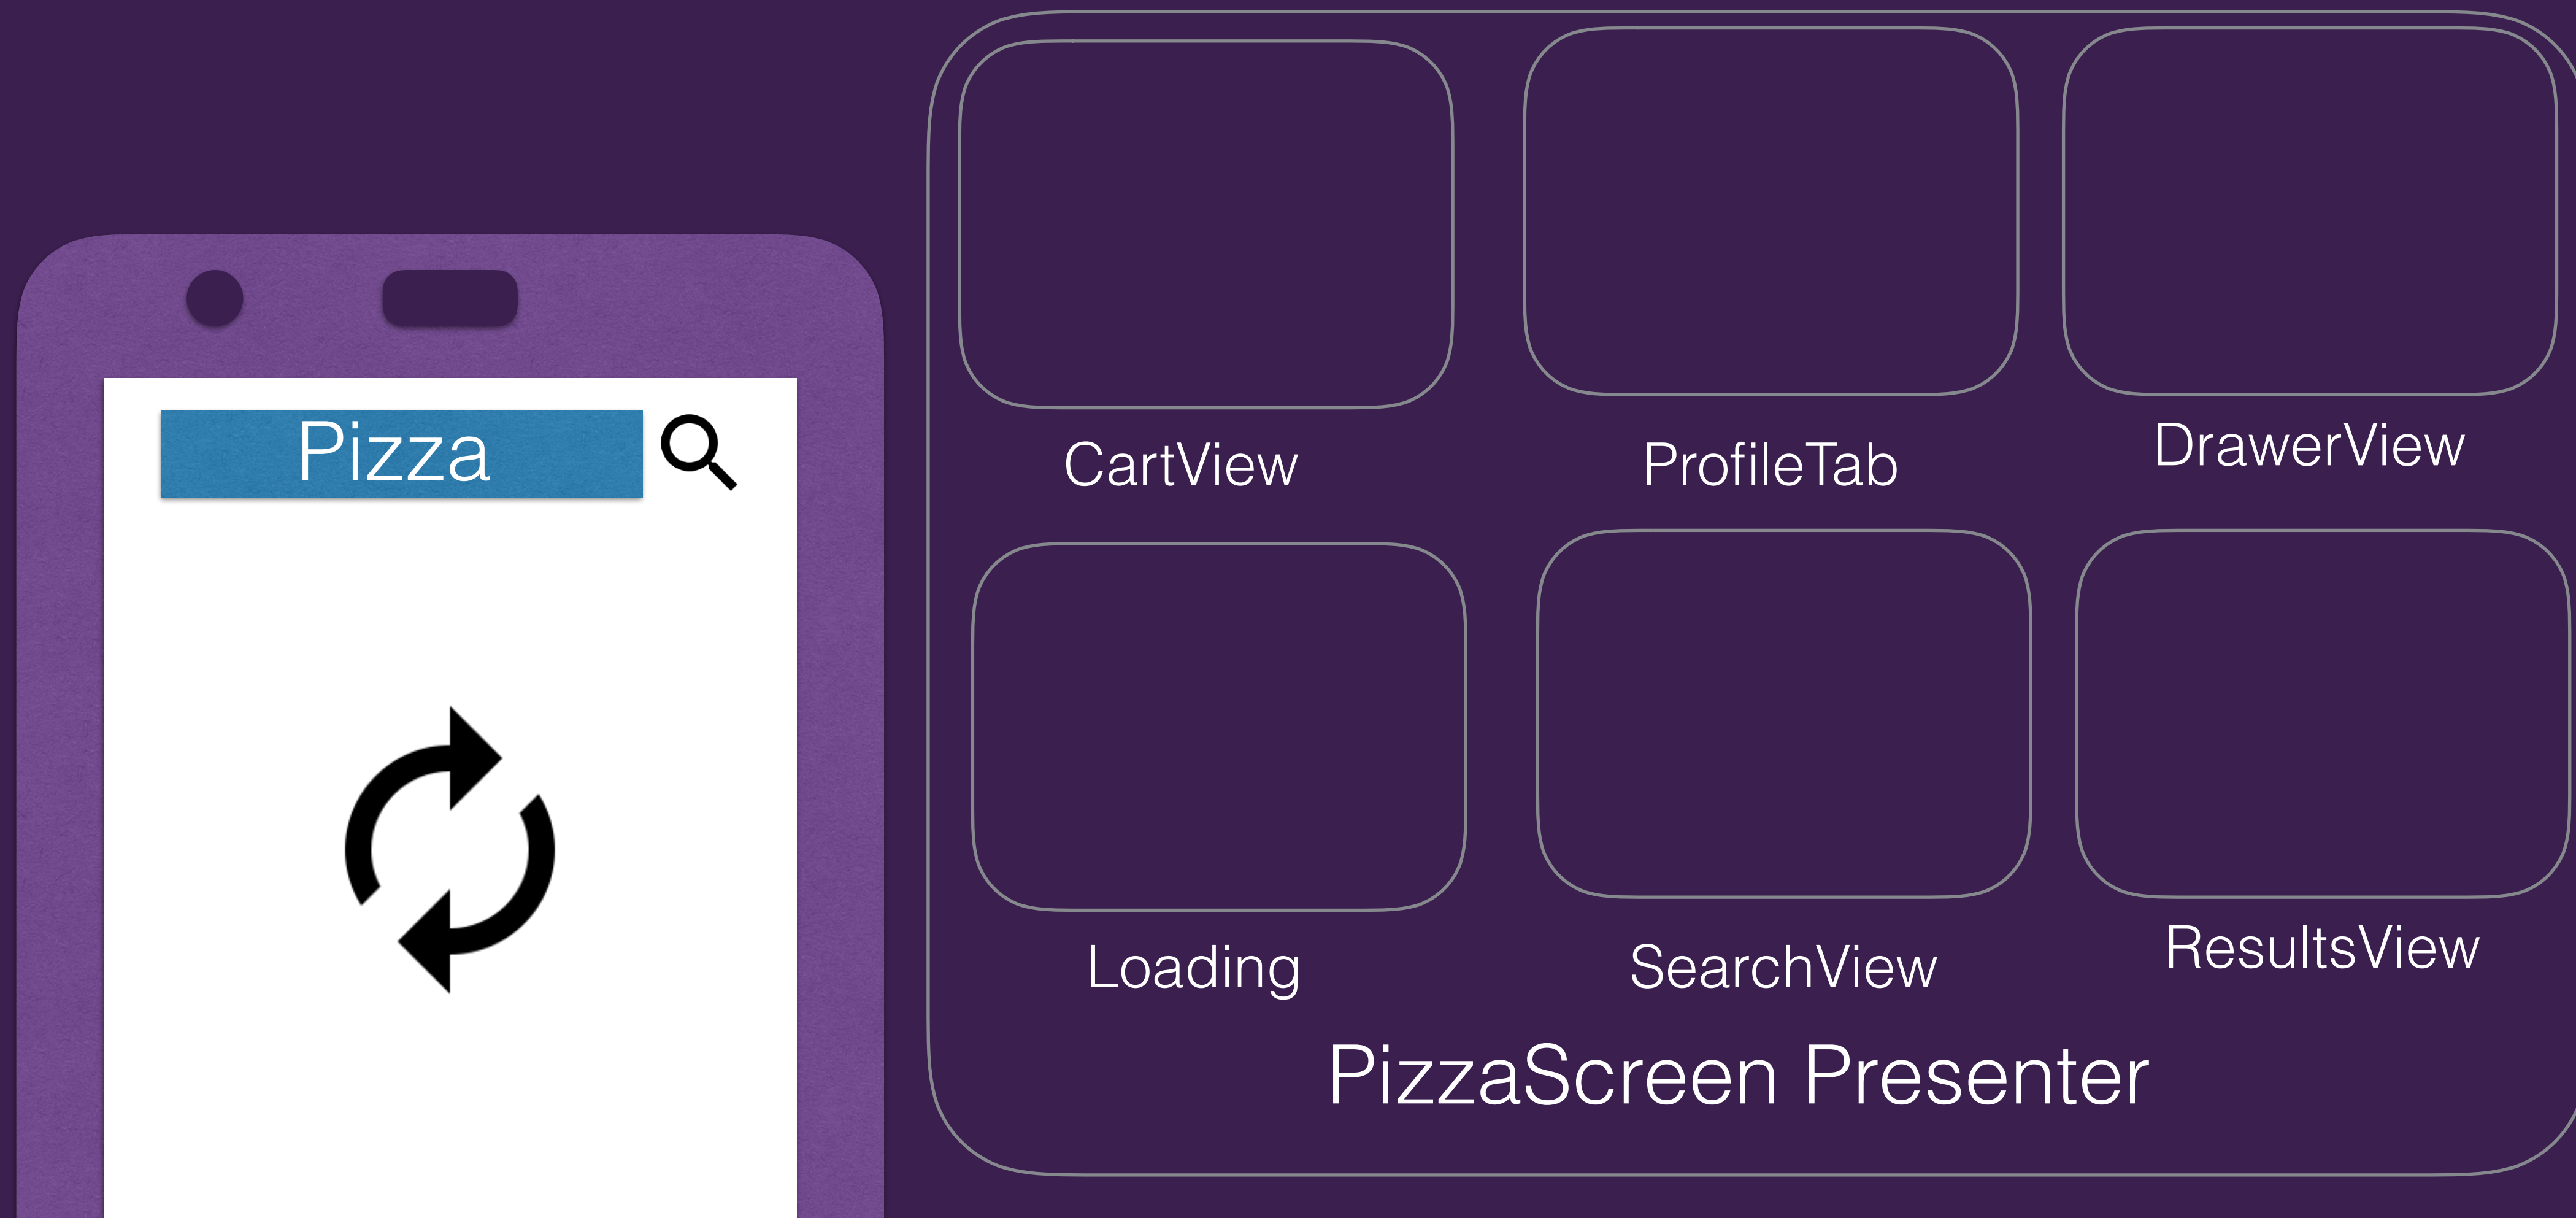 Pizza
CartView
ProfileTab
DrawerView
Loading
SearchView
ResultsView
PizzaScreen Presenter